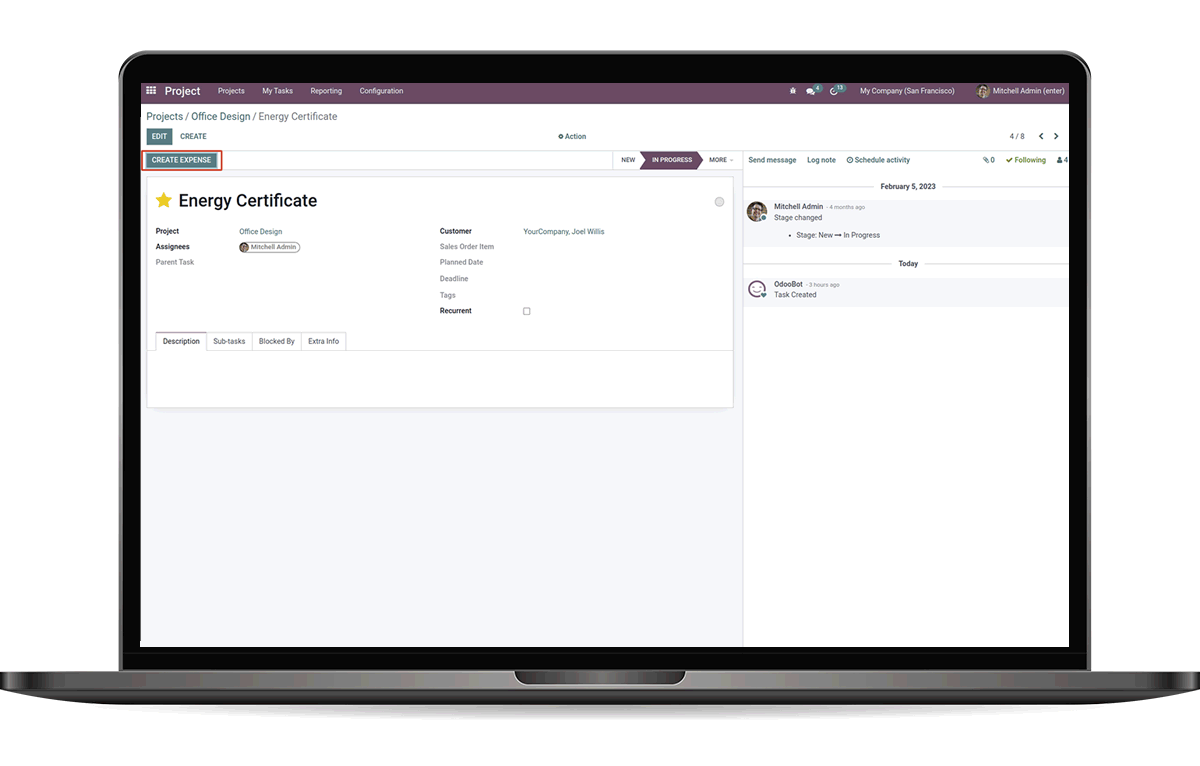 Project Projects My Tasks Reporting Configuration 4 13 My Company (San Francisco) Mitchell Admin (enter)
Projects / Office Design / Energy Certificate
EDIT CREATE Action 4 / 8
CREATE EXPENSE NEW IN PROGRESS MORE Send message Log note Schedule activity 0 Following 4
Energy Certificate
Project Office Design
Assignees Mitchell Admin
Parent Task
Customer YourCompany, Joel Willis
Sales Order Item
Planned Date
Deadline
Tags
Recurrent
Description Sub-tasks Blocked By Extra Info
February 5, 2023
Mitchell Admin - 4 months ago
Stage changed
• Stage: New → In Progress
Today
OdooBot - 3 hours ago
Task Created